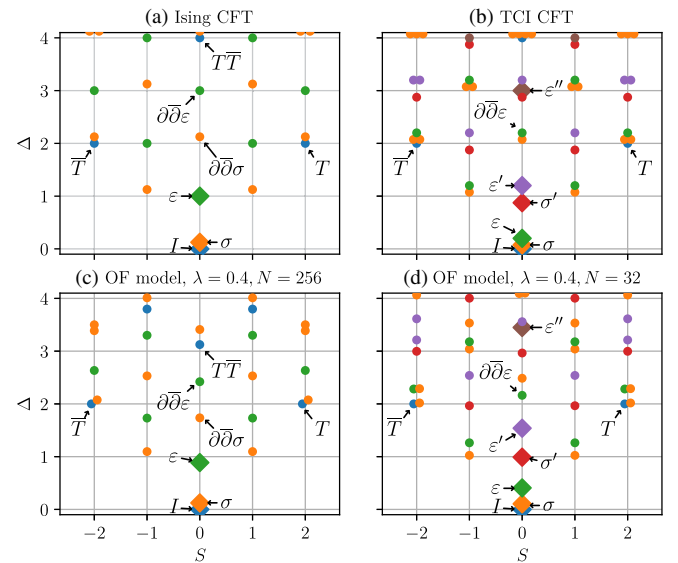 (a) Ising CFT
4
3
2
1
0
Δ
TT̅
∂∂̅ε
T̅
∂∂̅σ
T
ε
I
σ
(b) TCI CFT
ε′′
∂∂̅ε
T̅
T
ε′
σ′
ε
I
σ
(c) OF model, λ = 0.4, N = 256
4
3
2
1
0
Δ
TT̅
∂∂̅ε
T̅
∂∂̅σ
T
ε
I
σ
−2 −1 0 1 2
S
(d) OF model, λ = 0.4, N = 32
ε′′
∂∂̅ε
T̅
T
ε′
σ′
ε
I
σ
−2 −1 0 1 2
S